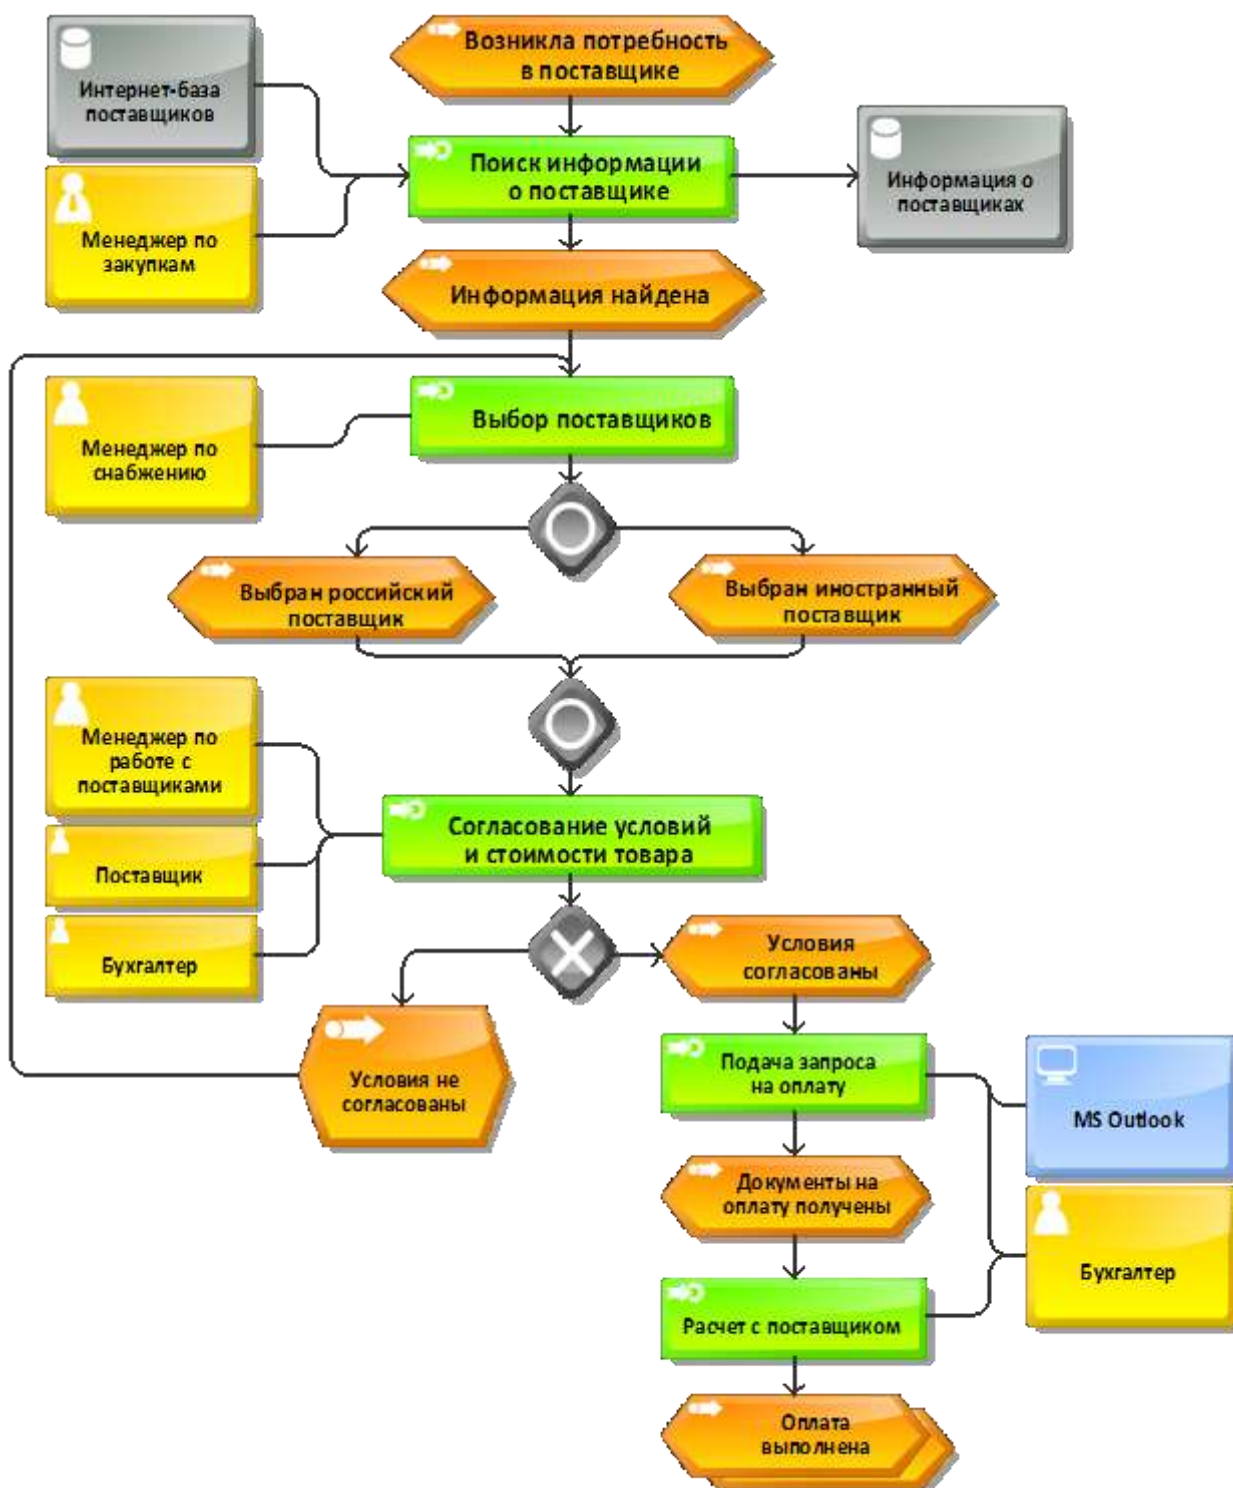 Возникла потребность
в поставщике
Интернет-база
поставщиков
Поиск информации
о поставщике
Информация о
поставщиках
Менеджер по
закупкам
Информация найдена
Выбор поставщиков
Менеджер по
снабжению
Выбран российский
поставщик
Выбран иностранный
поставщик
Менеджер по
работе с
поставщиками
Согласование условий
и стоимости товара
Поставщик
Бухгалтер
Условия
согласованы
Условия не
согласованы
Подача запроса
на оплату
MS Outlook
Документы на
оплату получены
Бухгалтер
Расчет с поставщиком
Оплата
выполнена